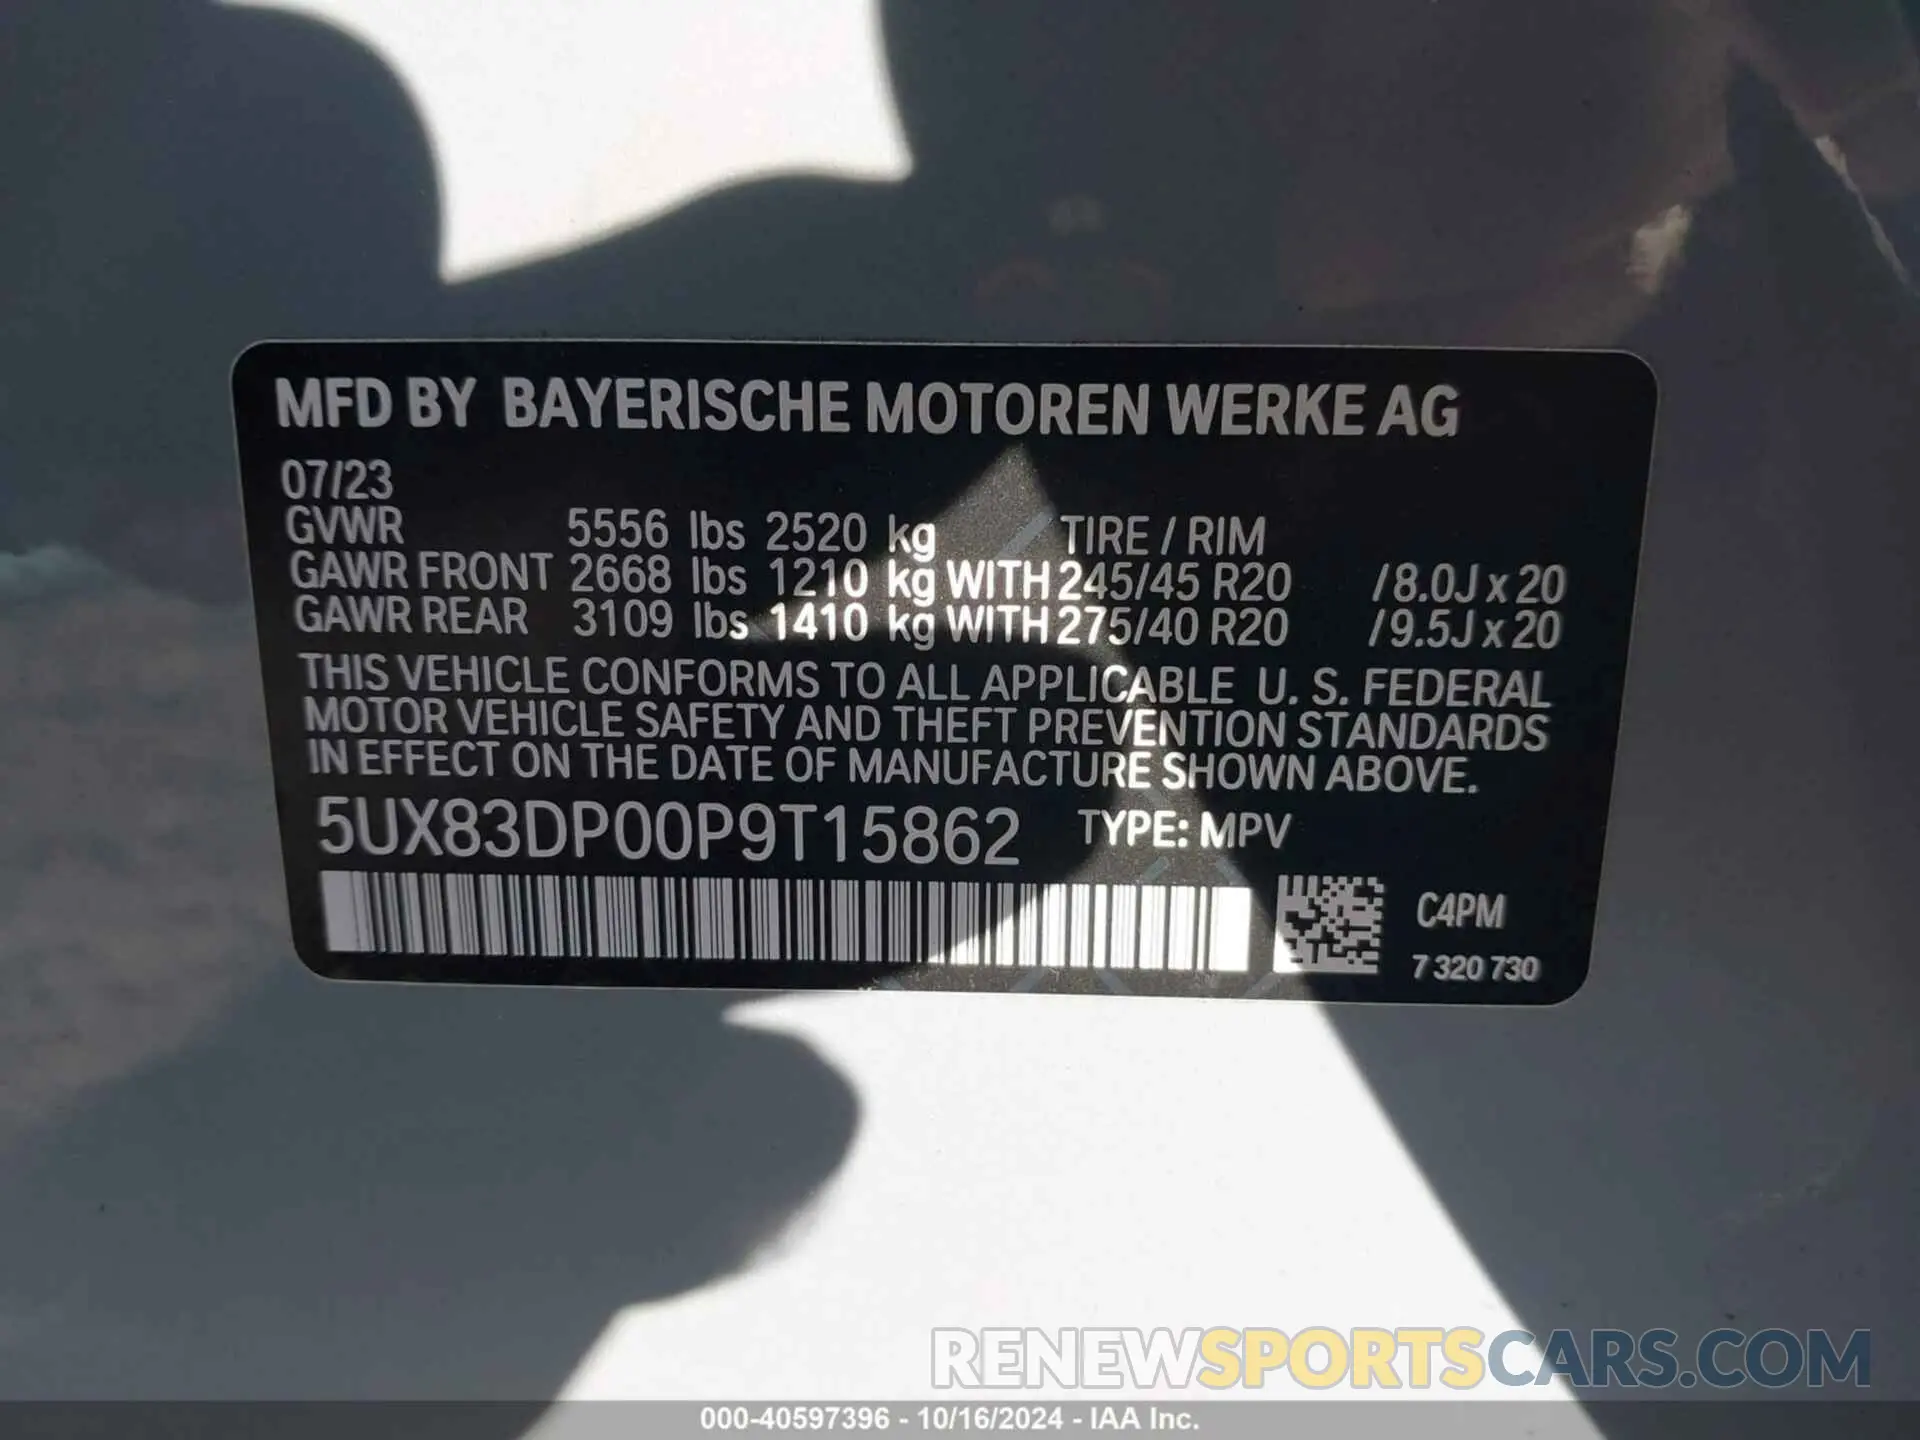 MFD BY BAYERISCHE MOTOREN WERKE AG
07/23
GVWR 5556 lbs 2520 kg TIRE / RIM
GAWR FRONT 2668 lbs 1210 kg WITH 245/45 R20 /8.0J x 20
GAWR REAR 3109 lbs 1410 kg WITH 275/40 R20 /9.5J x 20
THIS VEHICLE CONFORMS TO ALL APPLICABLE U. S. FEDERAL
MOTOR VEHICLE SAFETY AND THEFT PREVENTION STANDARDS
IN EFFECT ON THE DATE OF MANUFACTURE SHOWN ABOVE.
5UX83DP00P9T15862 TYPE: MPV
C4PM
7 320 730
RENEWSPORTSCARS.COM
000-40597396 - 10/16/2024 - IAA Inc.